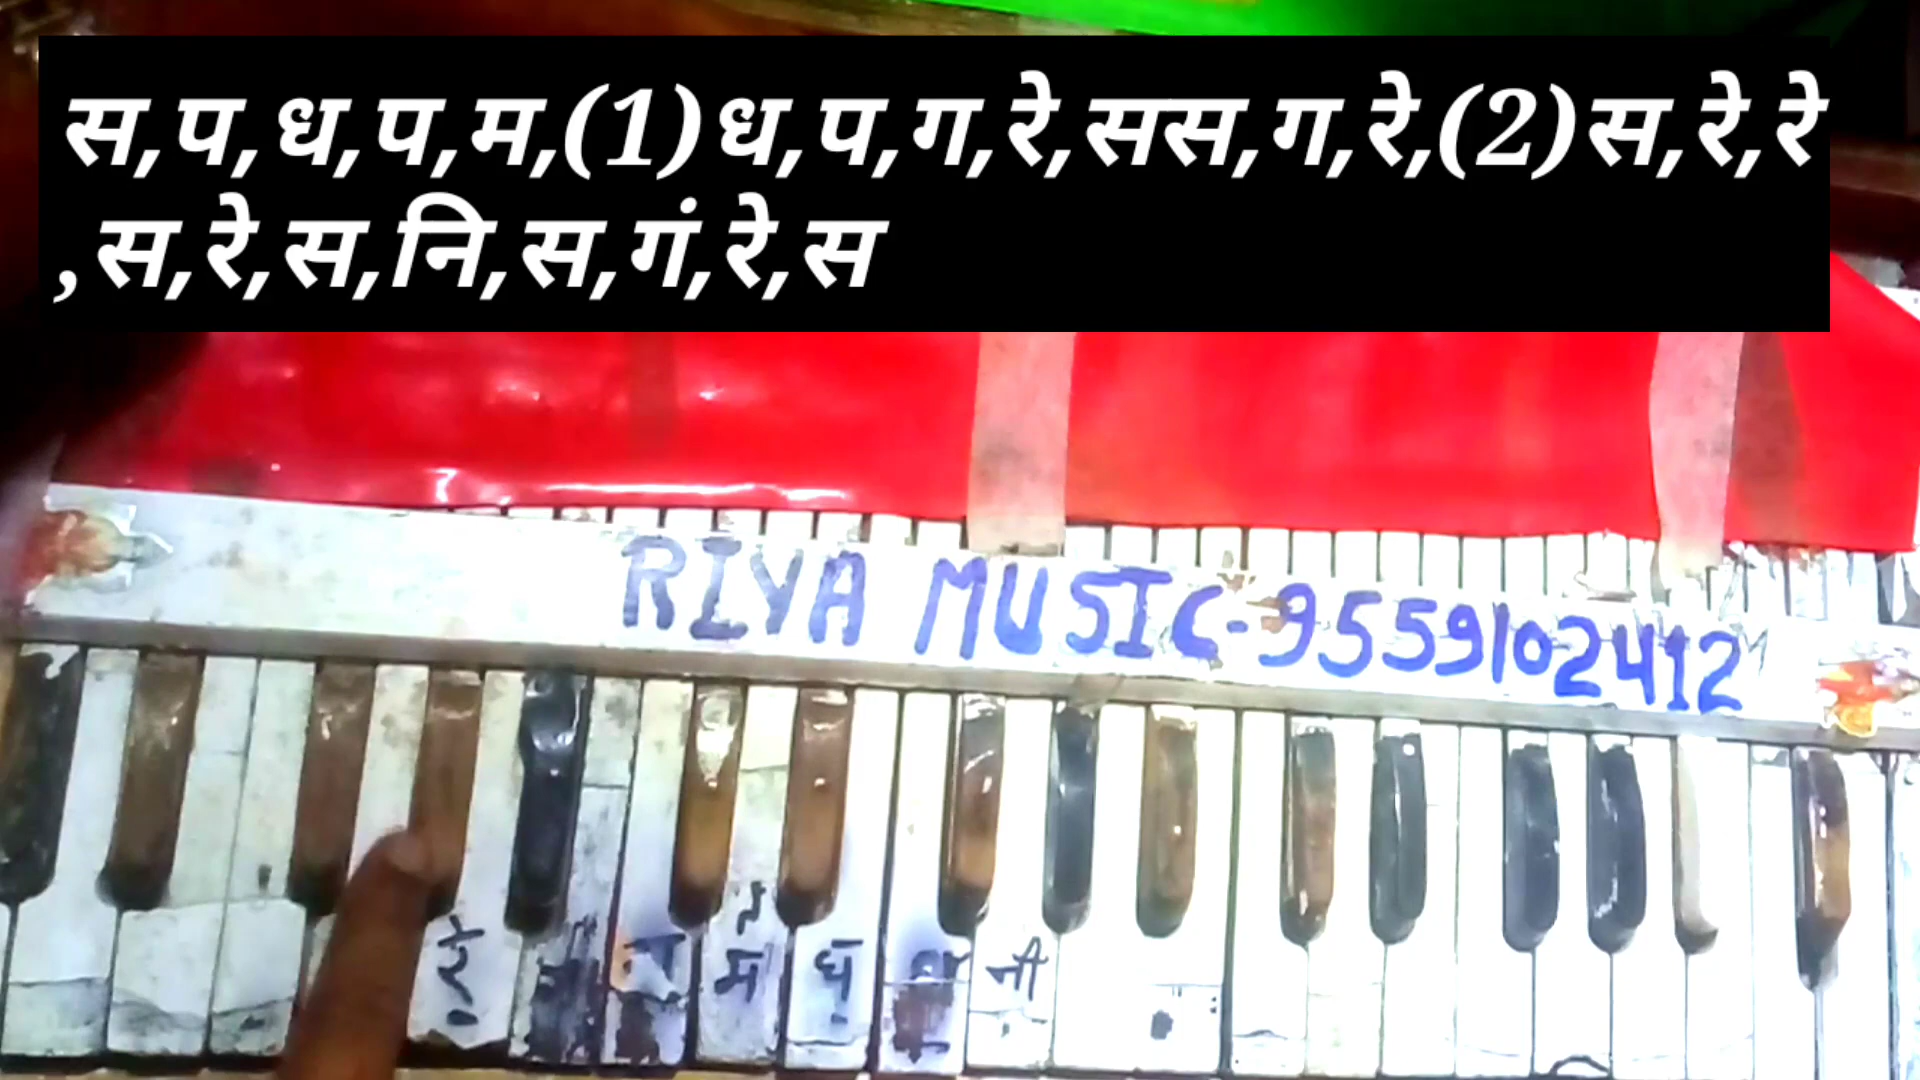 स,प,ध,प,म,(1)ध,प,ग,रे,सस,ग,रे,(2)स,रे,रे
,स,रे,स,नि,स,गं,रे,स
RIYA MUSIC-9559102412